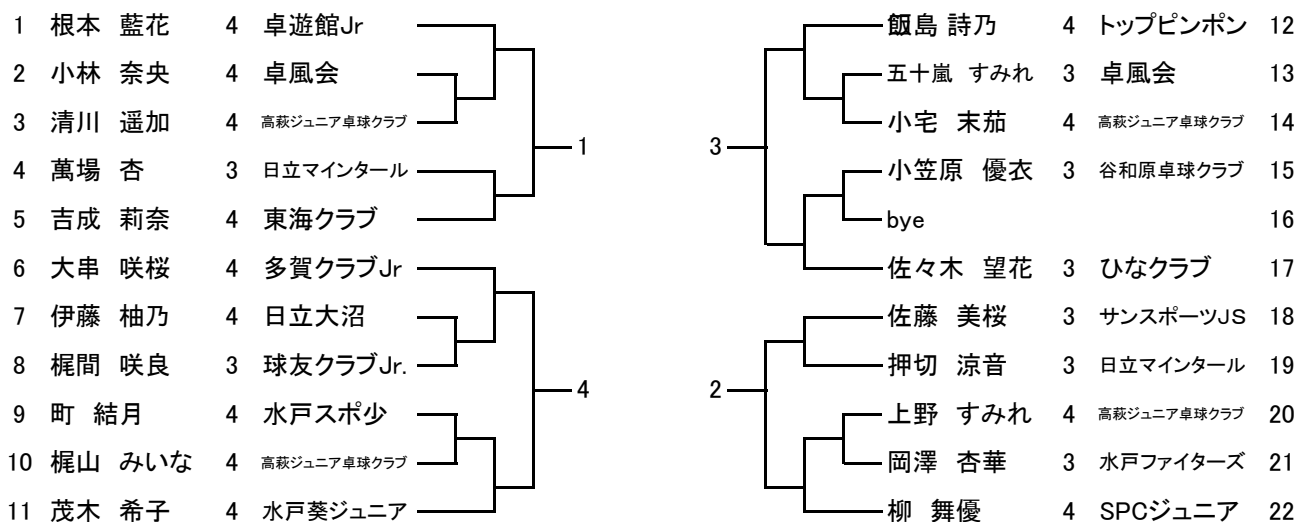 1 根本 藍花 4 卓遊館Jr
2 小林 奈央 4 卓風会
3 清川 遥加 4 高萩ジュニア卓球クラブ
4 萬場 杏 3 日立マインタール
5 吉成 莉奈 4 東海クラブ
6 大串 咲桜 4 多賀クラブJr
7 伊藤 柚乃 4 日立大沼
8 梶間 咲良 3 球友クラブJr.
9 町 結月 4 水戸スポ少
10 梶山 みいな 4 高萩ジュニア卓球クラブ
11 茂木 希子 4 水戸葵ジュニア
1
4
飯島 詩乃 4 トップピンポン 12
五十嵐 すみれ 3 卓風会 13
小宅 末茄 4 高萩ジュニア卓球クラブ 14
小笠原 優衣 3 谷和原卓球クラブ 15
bye 16
佐々木 望花 3 ひなクラブ 17
佐藤 美桜 3 サンスポーツJS 18
押切 涼音 3 日立マインタール 19
上野 すみれ 4 高萩ジュニア卓球クラブ 20
岡澤 杏華 3 水戸ファイターズ 21
柳 舞優 4 SPCジュニア 22
3
2